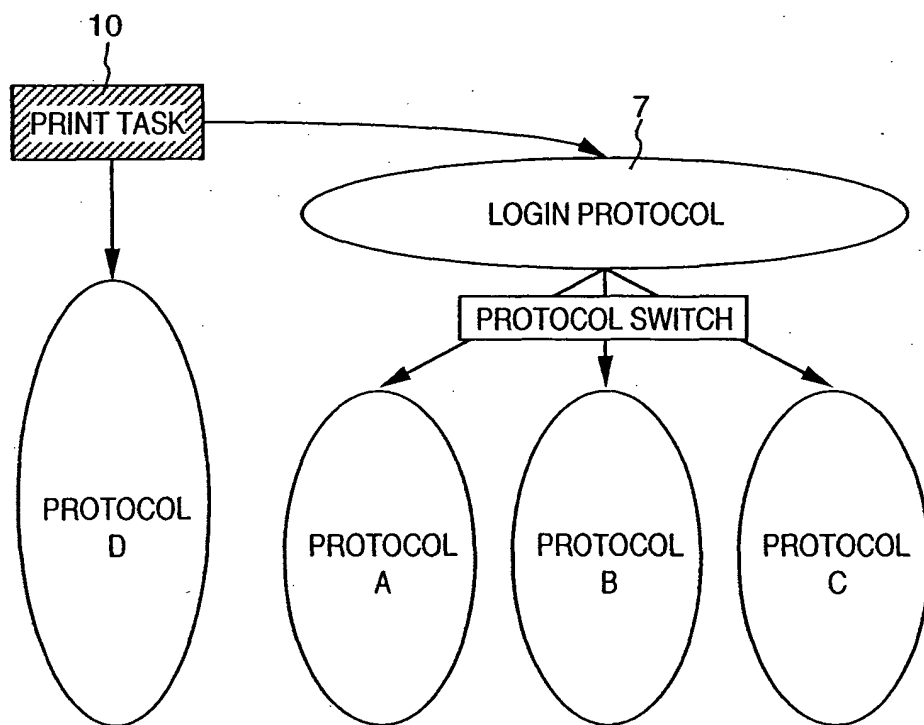 10
PRINT TASK
7
LOGIN PROTOCOL
PROTOCOL SWITCH
PROTOCOL
D
PROTOCOL
A
PROTOCOL
B
PROTOCOL
C